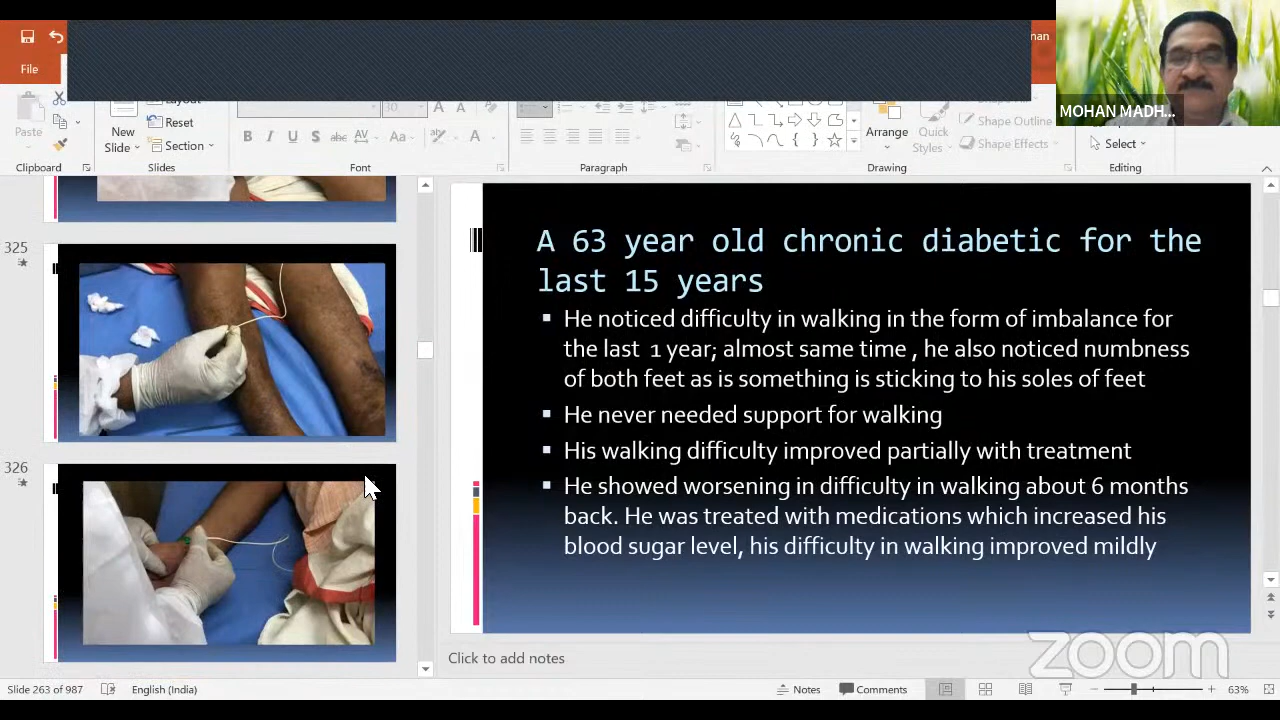 nan
File
MOHAN MADH...
Paste
New
Slide
Layout
Reset
Section
30
A
A
B
I
U
S
abc
AV
Aa
A
Arrange
Quick
Styles
Shape Outline
Shape Effects
Select
Clipboard
Slides
Font
Paragraph
Drawing
Editing
325
326
A 63 year old chronic diabetic for the
last 15 years
He noticed difficulty in walking in the form of imbalance for
the last 1 year; almost same time , he also noticed numbness
of both feet as is something is sticking to his soles of feet
He never needed support for walking
His walking difficulty improved partially with treatment
He showed worsening in difficulty in walking about 6 months
back. He was treated with medications which increased his
blood sugar level, his difficulty in walking improved mildly
zoom
Click to add notes
Slide 263 of 987
English (India)
Notes
Comments
63%